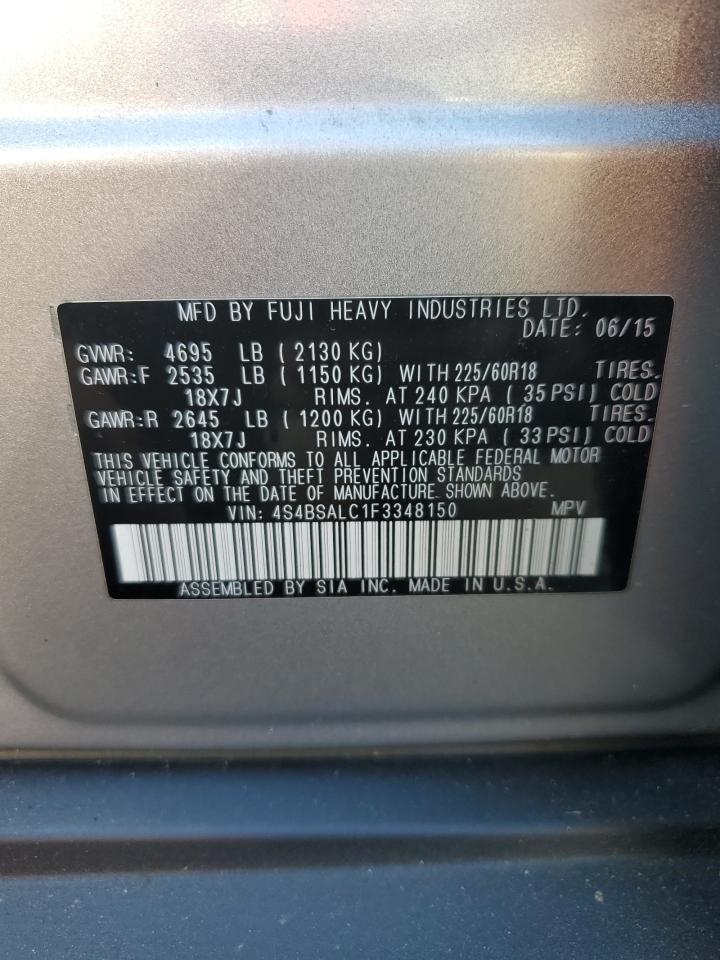 MFD BY FUJI HEAVY INDUSTRIES LTD.
DATE: 06/15
GVWR: 4695 LB ( 2130 KG)
GAWR:F 2535 LB ( 1150 KG) WITH 225/60R18 TIRES.
18X7J RIMS. AT 240 KPA ( 35 PSI) COLD
GAWR:R 2645 LB ( 1200 KG) WITH 225/60R18 TIRES.
18X7J RIMS. AT 230 KPA ( 33 PSI) COLD
THIS VEHICLE CONFORMS TO ALL APPLICABLE FEDERAL MOTOR
VEHICLE SAFETY AND THEFT PREVENTION STANDARDS
IN EFFECT ON THE DATE OF MANUFACTURE SHOWN ABOVE.
VIN: 4S4BSALC1F3348150 MPV
ASSEMBLED BY SIA INC. MADE IN U.S.A.